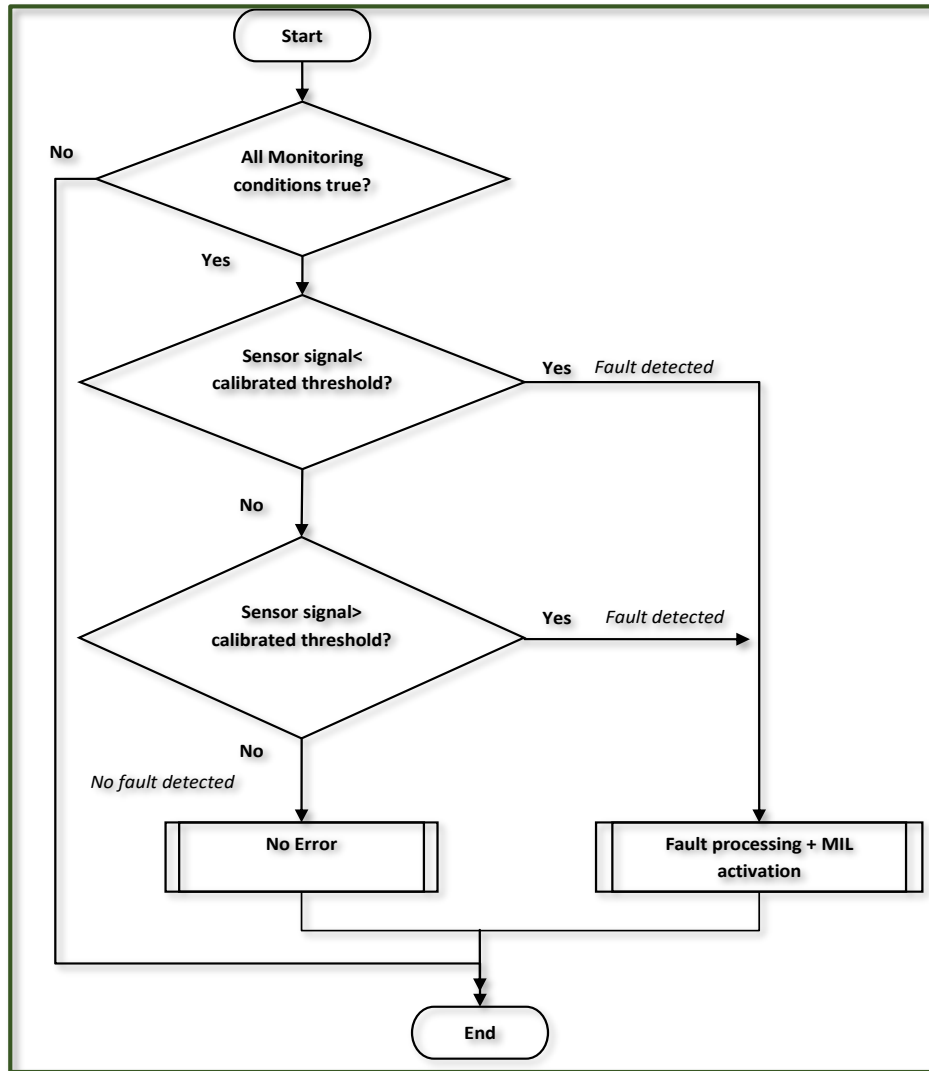 Start
No
All Monitoring
conditions true?
Yes
Sensor signal<
calibrated threshold?
Yes Fault detected
No
Sensor signal>
calibrated threshold?
Yes Fault detected
No
No fault detected
No Error
Fault processing + MIL
activation
End